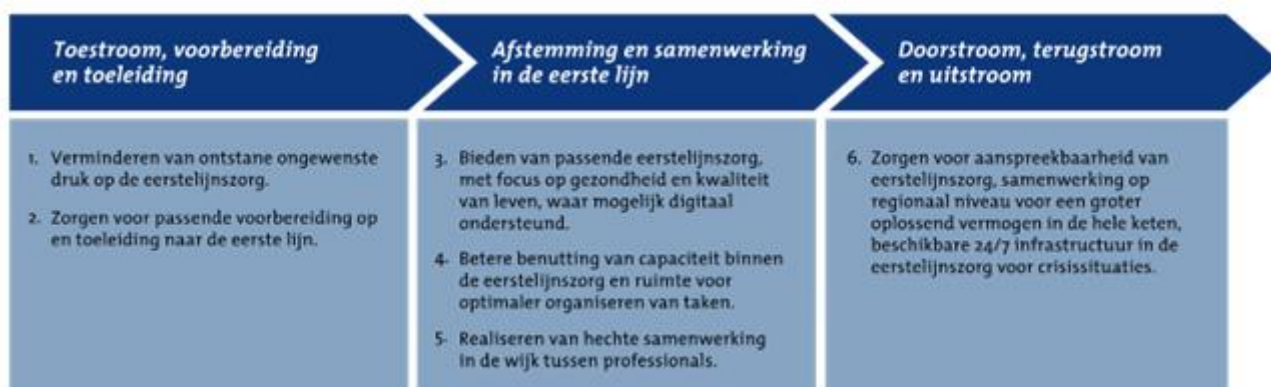 Toestroom, voorbereiding
en toeleiding
1. Verminderen van ontstane ongewenste
druk op de eerstelijnszorg.
2. Zorgen voor passende voorbereiding op
en toeleiding naar de eerste lijn.
Afstemming en samenwerking
in de eerste lijn
3. Bieden van passende eerstelijnszorg,
met focus op gezondheid en kwaliteit
van leven, waar mogelijk digitaal
ondersteund.
4. Betere benutting van capaciteit binnen
de eerstelijnszorg en ruimte voor
optimaler organiseren van taken.
5. Realiseren van hechte samenwerking
in de wijk tussen professionals.
Doorstroom, terugstroom
en uitstroom
6. Zorgen voor aanspreekbaarheid van
eerstelijnszorg, samenwerking op
regionaal niveau voor een groter
oplossend vermogen in de hele keten,
beschikbare 24/7 infrastructuur in de
eerstelijnszorg voor crisissituaties.